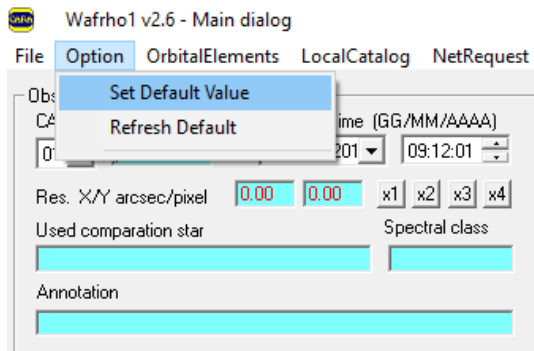 CARA Wafrho1 v2.6 - Main dialog
File Option OrbitalElements LocalCatalog NetRequest
Set Default Value
Refresh Default
ime (GG/MM/AAAA)
201 09:12:01
Res. X/Y arcsec/pixel 0.00 0.00 x1 x2 x3 x4
Used comparation star Spectral class
Annotation